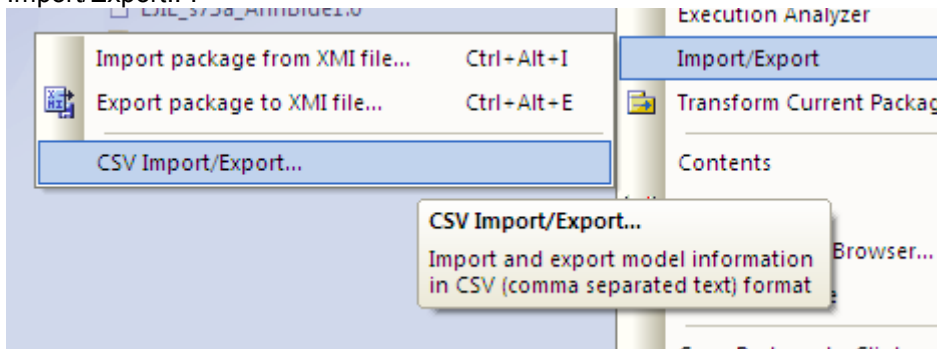 Import/Export...
Execution Analyzer
Import package from XMI file... Ctrl+Alt+I
Import/Export
Export package to XMI file... Ctrl+Alt+E
Transform Current Packag
CSV Import/Export...
Contents
CSV Import/Export...
Import and export model information
in CSV (comma separated text) format
Browser...